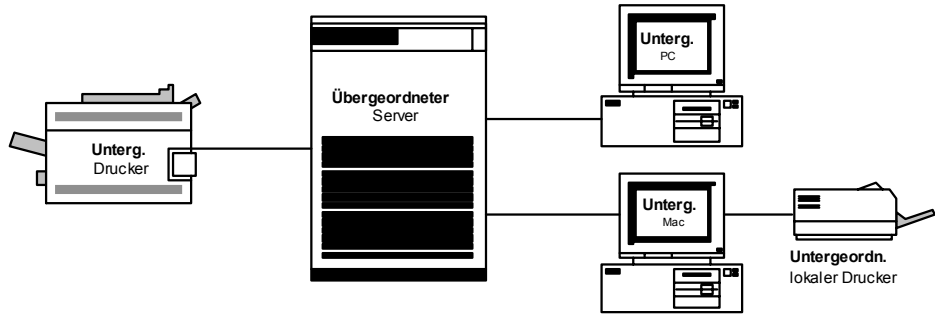 Unterg.
Drucker
Übergeordneter
Server
Unterg.
PC
Unterg.
Mac
Untergeordn.
lokaler Drucker